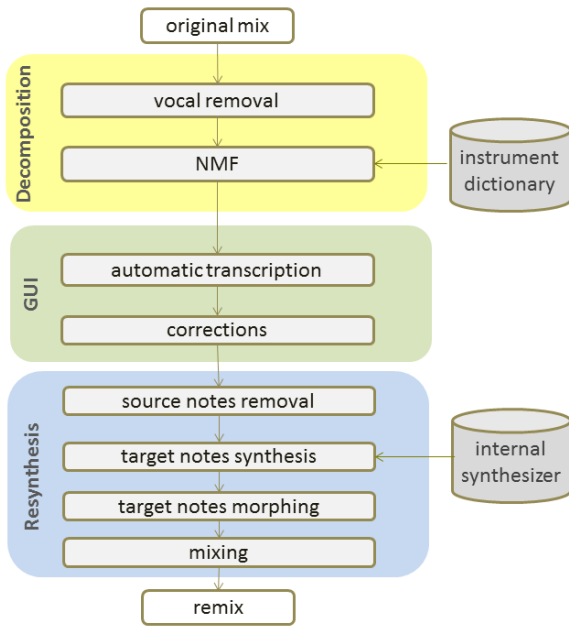 original mix
Decomposition
vocal removal
NMF
instrument
dictionary
GUI
automatic transcription
corrections
Resynthesis
source notes removal
target notes synthesis
internal
synthesizer
target notes morphing
mixing
remix